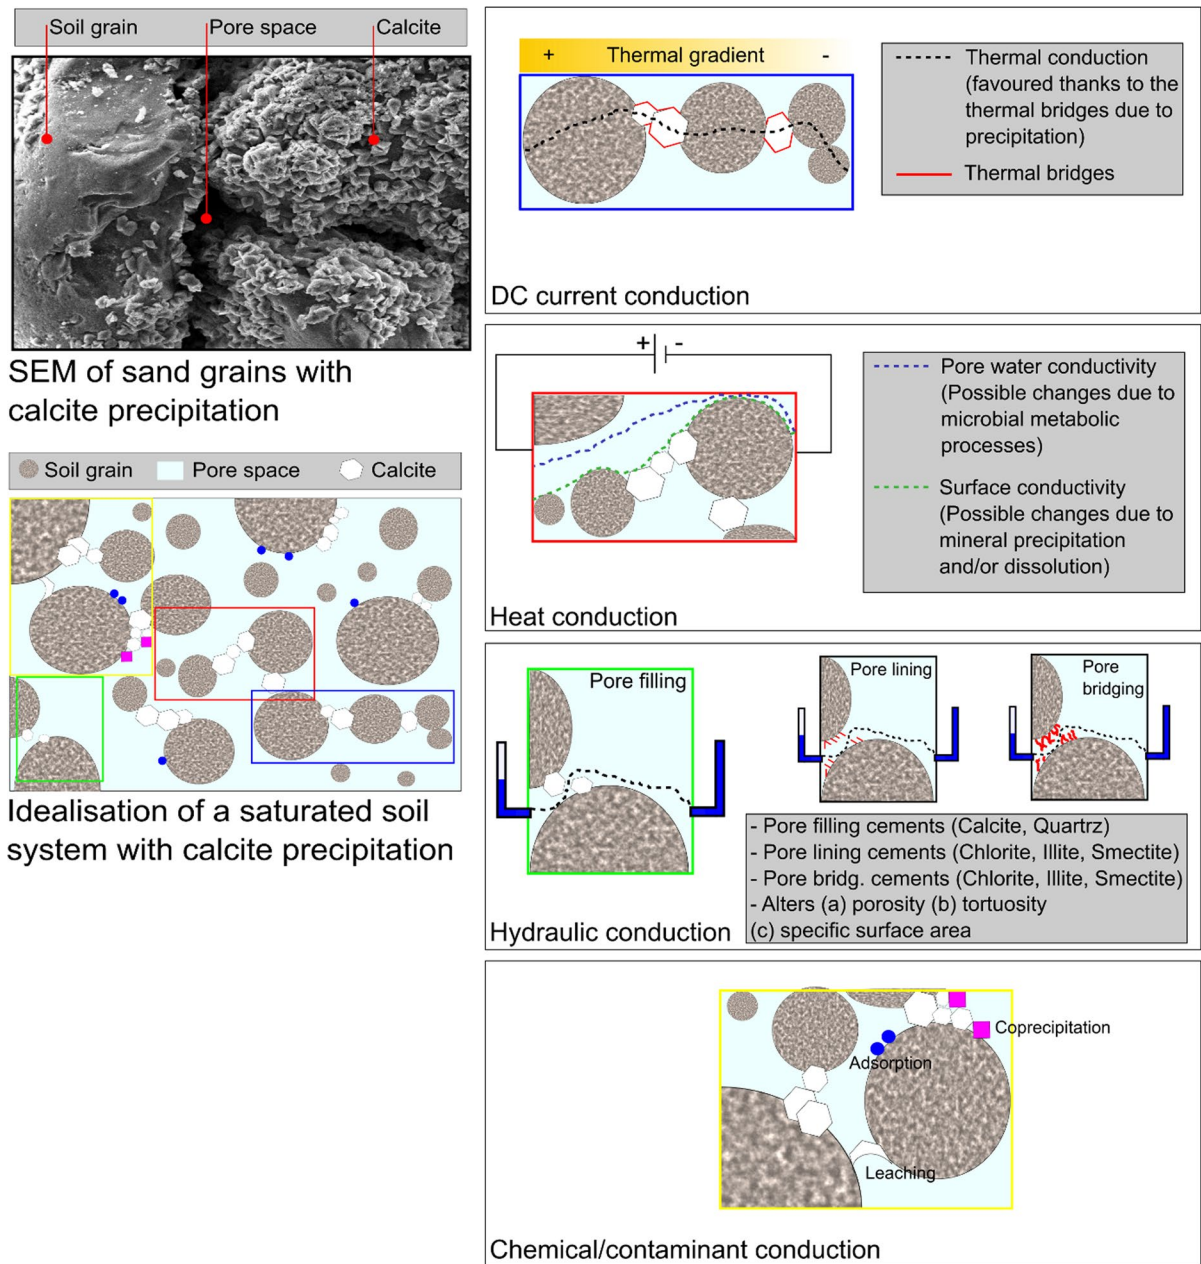 Soil grain Pore space Calcite
SEM of sand grains with
calcite precipitation
Soil grain Pore space Calcite
Idealisation of a saturated soil
system with calcite precipitation
+ Thermal gradient -
Thermal conduction
(favoured thanks to the
thermal bridges due to
precipitation)
Thermal bridges
DC current conduction
+ -
Pore water conductivity
(Possible changes due to
microbial metabolic
processes)
Surface conductivity
(Possible changes due to
mineral precipitation
and/or dissolution)
Heat conduction
Pore filling
Pore lining
Pore
bridging
- Pore filling cements (Calcite, Quartrz)
- Pore lining cements (Chlorite, Illite, Smectite)
- Pore bridg. cements (Chlorite, Illite, Smectite)
- Alters (a) porosity (b) tortuosity
(c) specific surface area
Hydraulic conduction
Coprecipitation
Adsorption
Leaching
Chemical/contaminant conduction